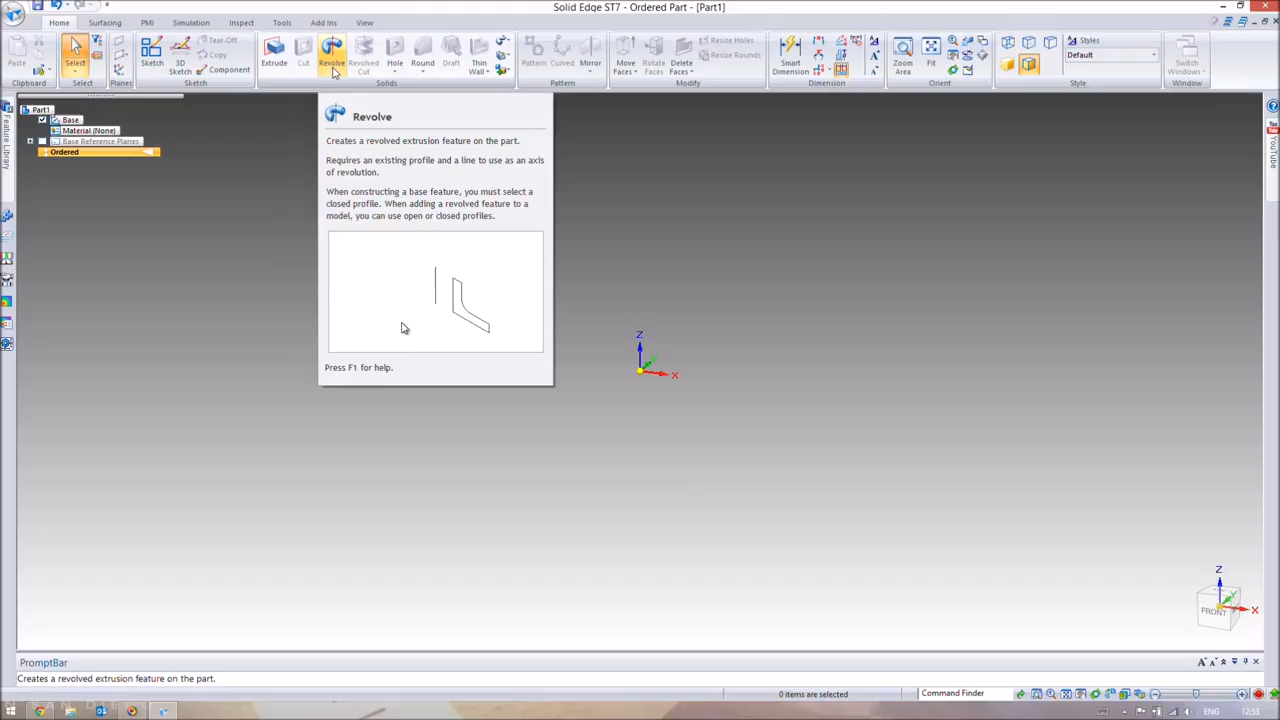 Solid Edge ST7 - Ordered Part - [Part1]
Home Surfacing PMI Simulation Inspect Tools Add ins View
Paste
Clipboard
Select
Select
Planes
Sketch
3D Sketch
Tear-Off
Copy
Component
Sketch
Extrude
Cut
Revolve
Revolved Cut
Hole
Round
Draft
Thin Wall
Solids
Pattern
Curved
Mirror
Pattern
Move Faces
Rotate Faces
Delete Faces
Resize Holes
Resize Rounds
Modify
Smart Dimension
Dimension
Zoom Area
Fit
Orient
Styles
Default
Style
Switch Windows
Window
Feature Library
YouTube
Part1
Base
Material (None)
Base Reference Planes
Ordered
Revolve
Creates a revolved extrusion feature on the part.
Requires an existing profile and a line to use as an axis
of revolution.
When constructing a base feature, you must select a
closed profile. When adding a revolved feature to a
model, you can use open or closed profiles.
Press F1 for help.
Z
Y
X
Z
Y
X
FRONT
PromptBar
Creates a revolved extrusion feature on the part.
0 items are selected
Command Finder
ENG
12:53